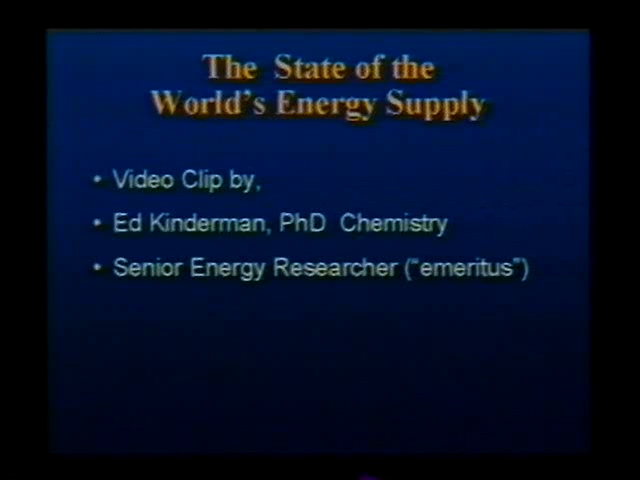 The State of the
World's Energy Supply
• Video Clip by,
• Ed Kinderman, PhD Chemistry
• Senior Energy Researcher ("emeritus")